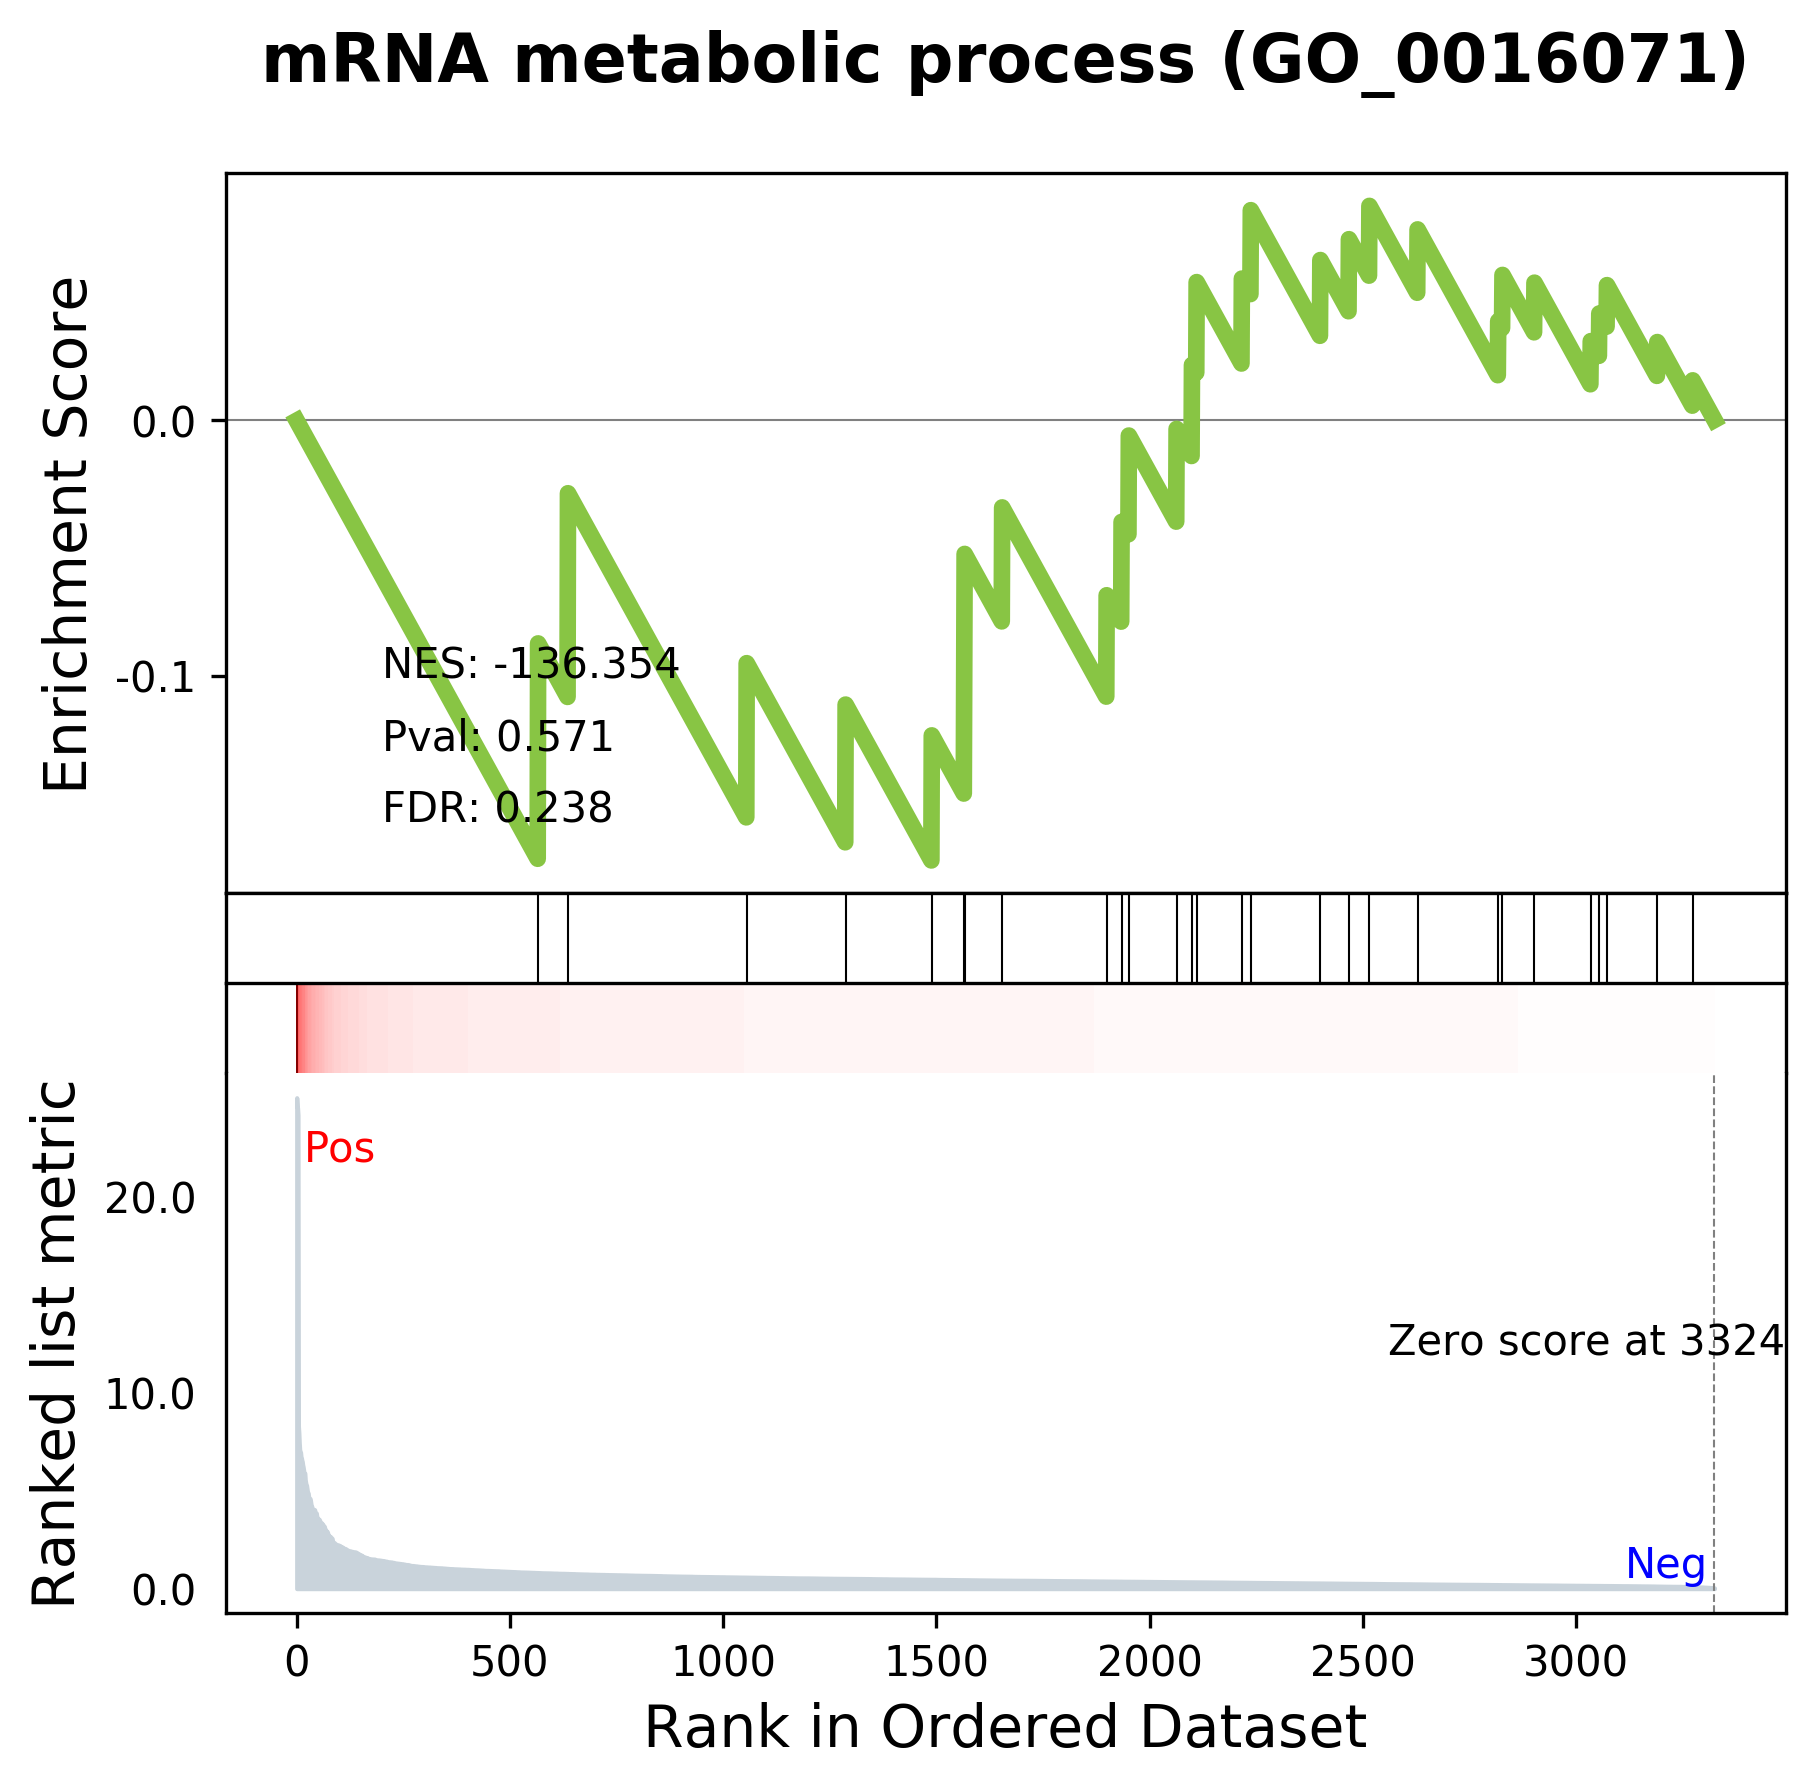 mRNA metabolic process (GO_0016071)
Enrichment Score
0.0
-0.1
NES: -136.354
Pval: 0.571
FDR: 0.238
Ranked list metric
Pos
20.0
Zero score at 3324
10.0
Neg
0.0
0 500 1000 1500 2000 2500 3000
Rank in Ordered Dataset